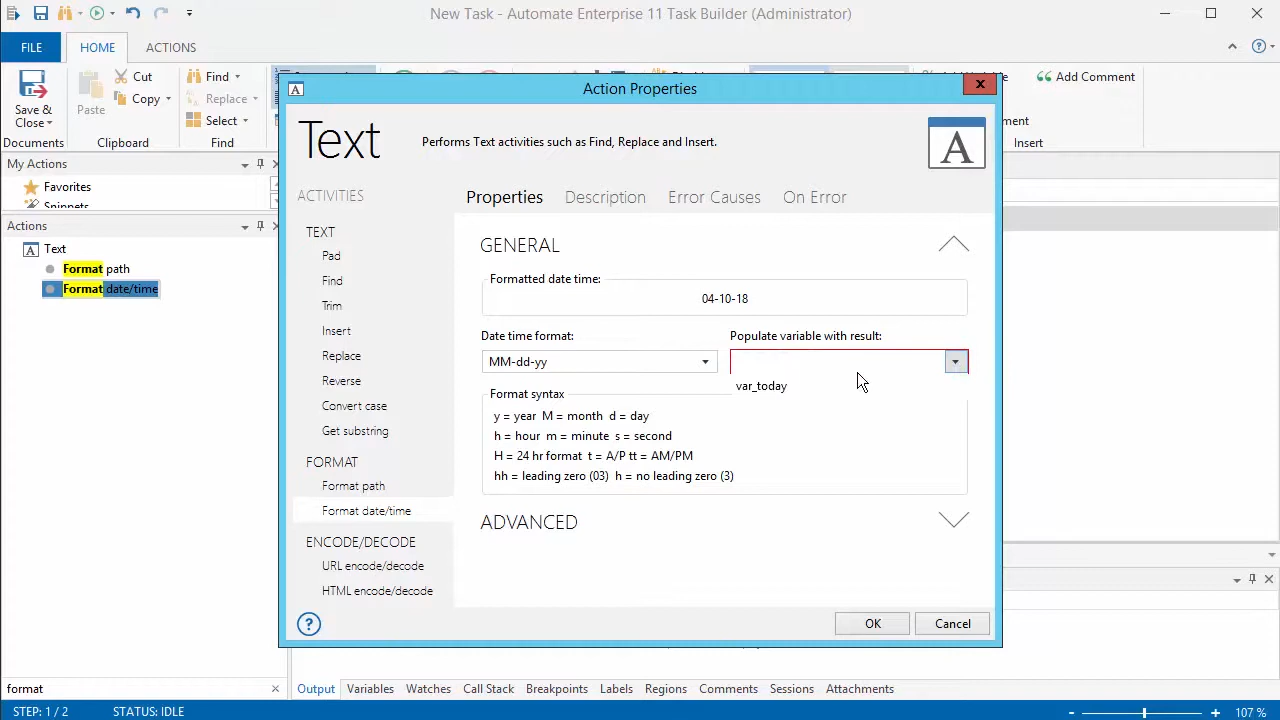 New Task - Automate Enterprise 11 Task Builder (Administrator)
FILE
HOME
ACTIONS
Save &
Close
Documents
Paste
Cut
Copy
Clipboard
Find
Replace
Select
Find
Add Comment
Insert
My Actions
Favorites
Snippets
Actions
Text
Format path
Format date/time
format
Action Properties
Text
Performs Text activities such as Find, Replace and Insert.
A
ACTIVITIES
TEXT
Pad
Find
Trim
Insert
Replace
Reverse
Convert case
Get substring
FORMAT
Format path
Format date/time
ENCODE/DECODE
URL encode/decode
HTML encode/decode
Properties
Description
Error Causes
On Error
GENERAL
Formatted date time:
04-10-18
Date time format:
MM-dd-yy
Populate variable with result:
var_today
Format syntax
y = year M = month d = day
h = hour m = minute s = second
H = 24 hr format t = A/P tt = AM/PM
hh = leading zero (03) h = no leading zero (3)
ADVANCED
OK
Cancel
Output
Variables
Watches
Call Stack
Breakpoints
Labels
Regions
Comments
Sessions
Attachments
STEP: 1 / 2
STATUS: IDLE
107 %